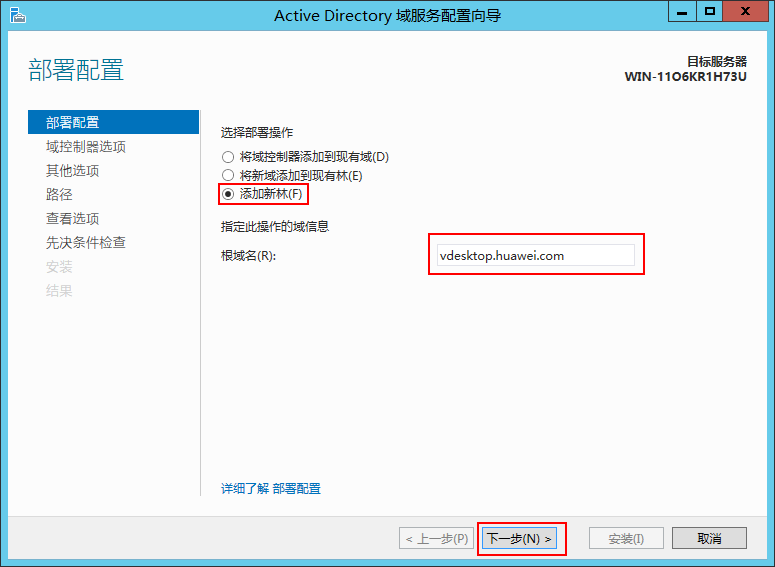 Active Directory 域服务配置向导
部署配置
目标服务器
WIN-11O6KR1H73U
部署配置
域控制器选项
其他选项
路径
查看选项
先决条件检查
安装
结果
选择部署操作
将域控制器添加到现有域(D)
将新域添加到现有林(E)
添加新林(F)
指定此操作的域信息
根域名(R):
vdesktop.huawei.com
详细了解 部署配置
< 上一步(P)
下一步(N) >
安装(I)
取消